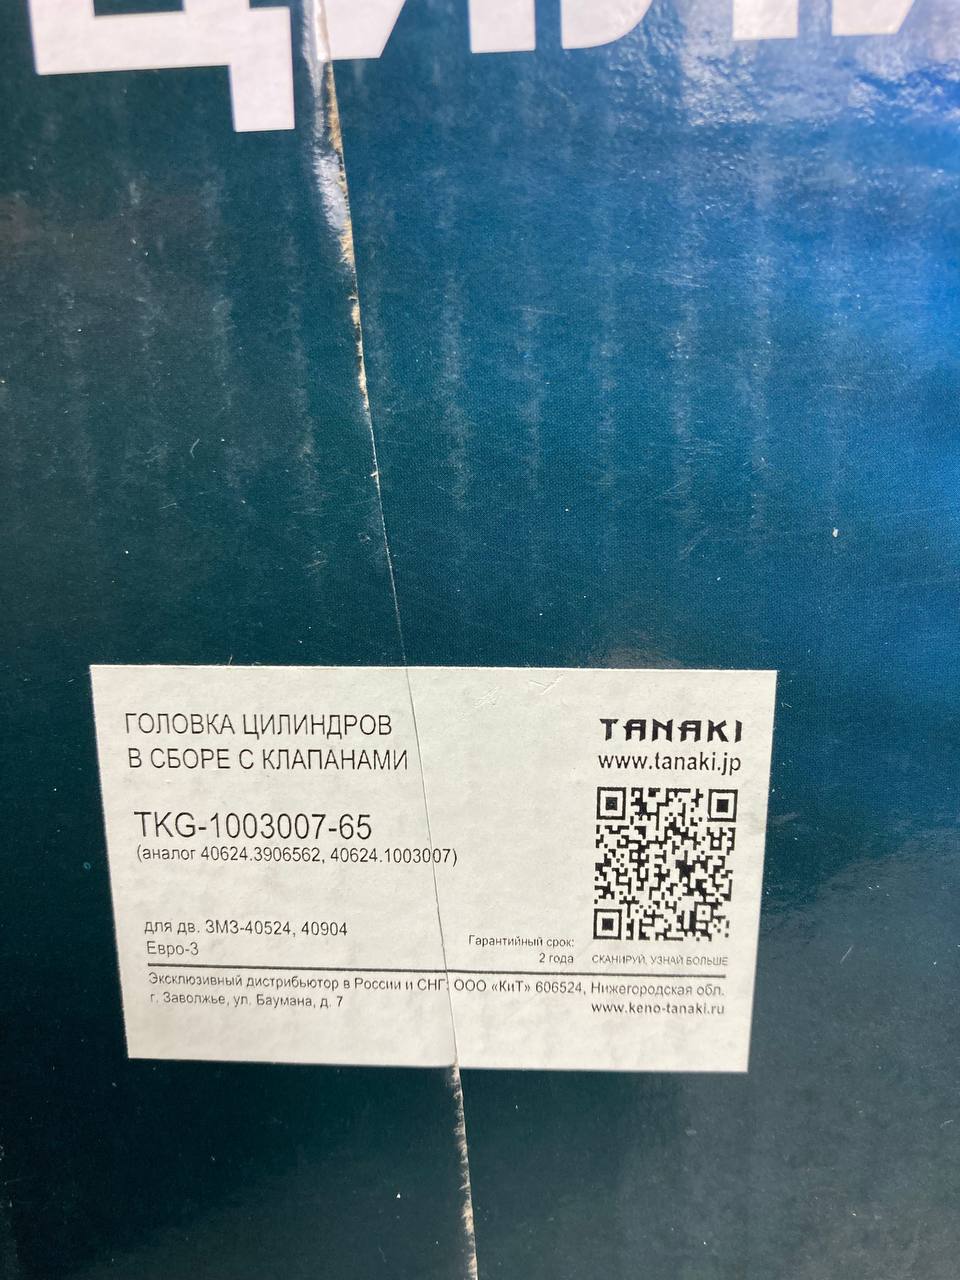 ГОЛОВКА ЦИЛИНДРОВ
В СБОРЕ С КЛАПАНАМИ
TKG-1003007-65
(аналог 40624.3906562, 40624.1003007)
для дв. ЗМЗ-40524, 40904
Евро-3
TANAKI
www.tanaki.jp
Гарантийный срок:
2 года
СКАНИРУЙ, УЗНАЙ БОЛЬШЕ
Эксклюзивный дистрибьютор в России и СНГ: ООО «КиТ» 606524, Нижегородская обл.
г. Заволжье, ул. Баумана, д. 7
www.keno-tanaki.ru